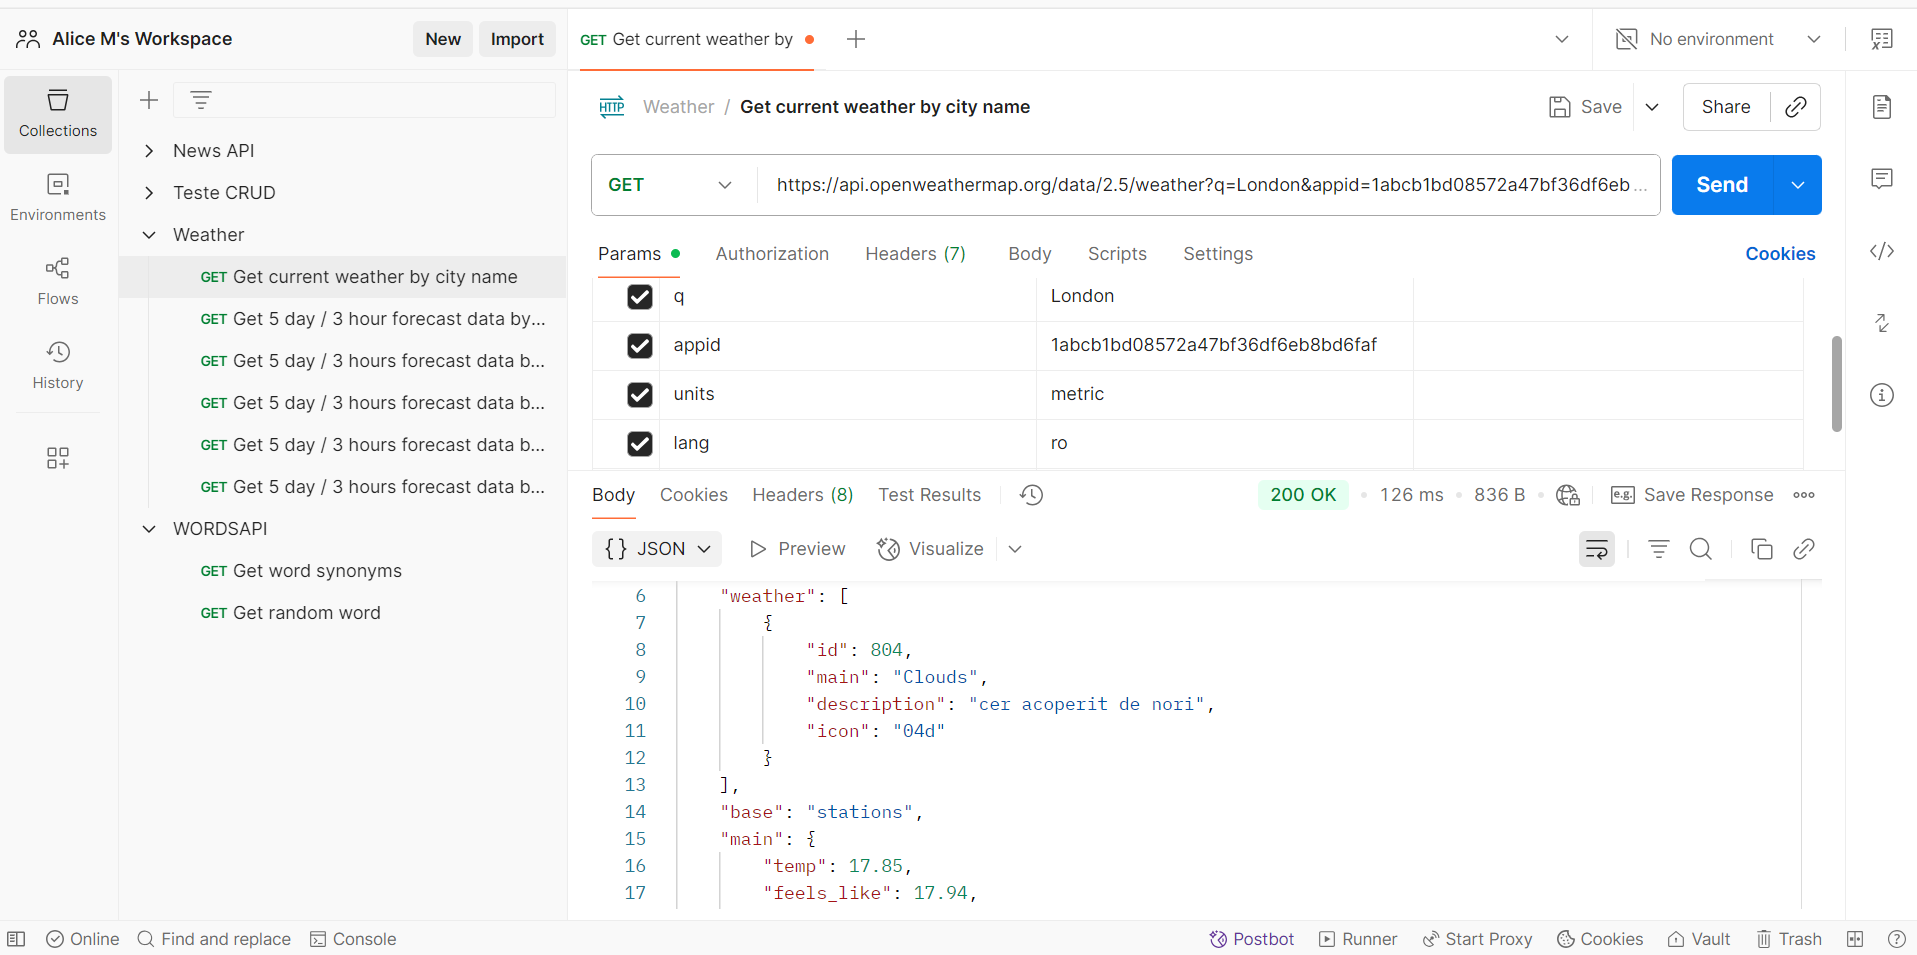 Alice M's Workspace
New
Import
GET Get current weather by
No environment
Collections
Environments
Flows
History
News API
Teste CRUD
Weather
GET Get current weather by city name
GET Get 5 day / 3 hour forecast data by...
GET Get 5 day / 3 hours forecast data b...
GET Get 5 day / 3 hours forecast data b...
GET Get 5 day / 3 hours forecast data b...
GET Get 5 day / 3 hours forecast data b...
WORDSAPI
GET Get word synonyms
GET Get random word
HTTP Weather / Get current weather by city name
Save
Share
GET
https://api.openweathermap.org/data/2.5/weather?q=London&appid=1abcb1bd08572a47bf36df6eb...
Send
Params Authorization Headers (7) Body Scripts Settings
Cookies
q London
appid 1abcb1bd08572a47bf36df6eb8bd6faf
units metric
lang ro
Body Cookies Headers (8) Test Results
200 OK • 126 ms • 836 B •
e.g. Save Response
{} JSON Preview Visualize
6 "weather": [
7 {
8 "id": 804,
9 "main": "Clouds",
10 "description": "cer acoperit de nori",
11 "icon": "04d"
12 }
13 ],
14 "base": "stations",
15 "main": {
16 "temp": 17.85,
17 "feels_like": 17.94,
Online Find and replace Console
Postbot Runner Start Proxy Cookies Vault Trash